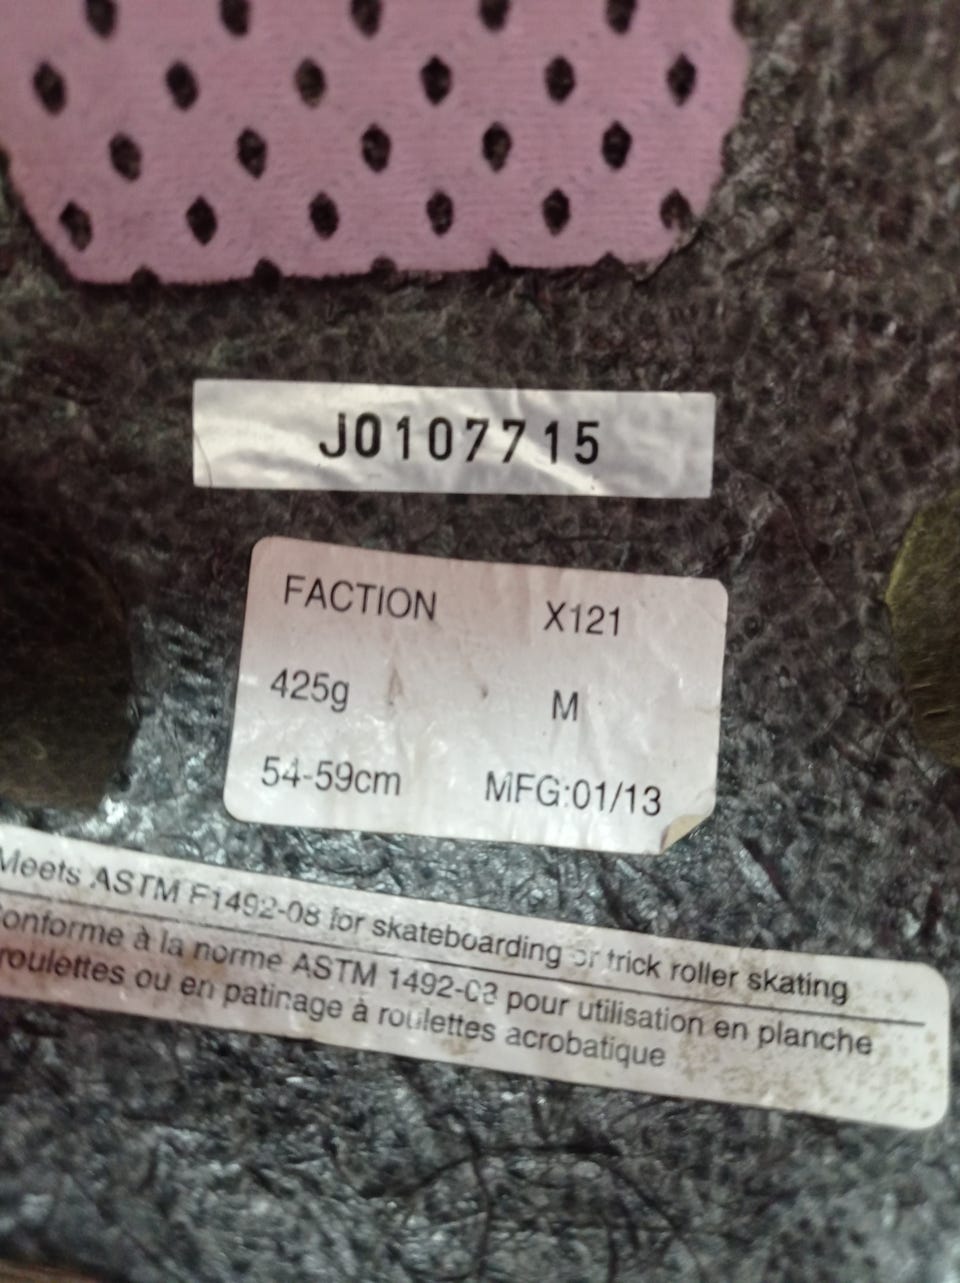 J0107715
FACTION X121
425g M
54-59cm MFG:01/13
Meets ASTM F1492-08 for skateboarding or trick roller skating
onforme à la norme ASTM 1492-08 pour utilisation en planche
roulettes ou en patinage à roulettes acrobatique